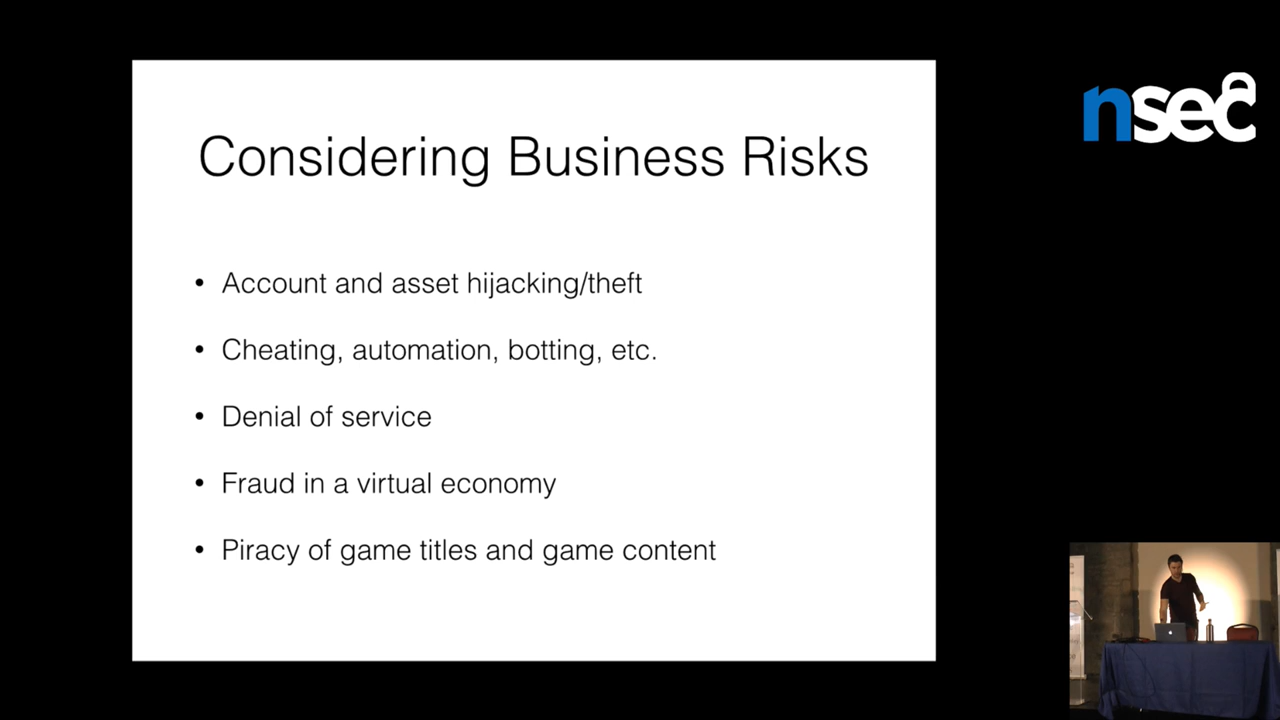 nsec
Considering Business Risks
• Account and asset hijacking/theft
• Cheating, automation, botting, etc.
• Denial of service
• Fraud in a virtual economy
• Piracy of game titles and game content